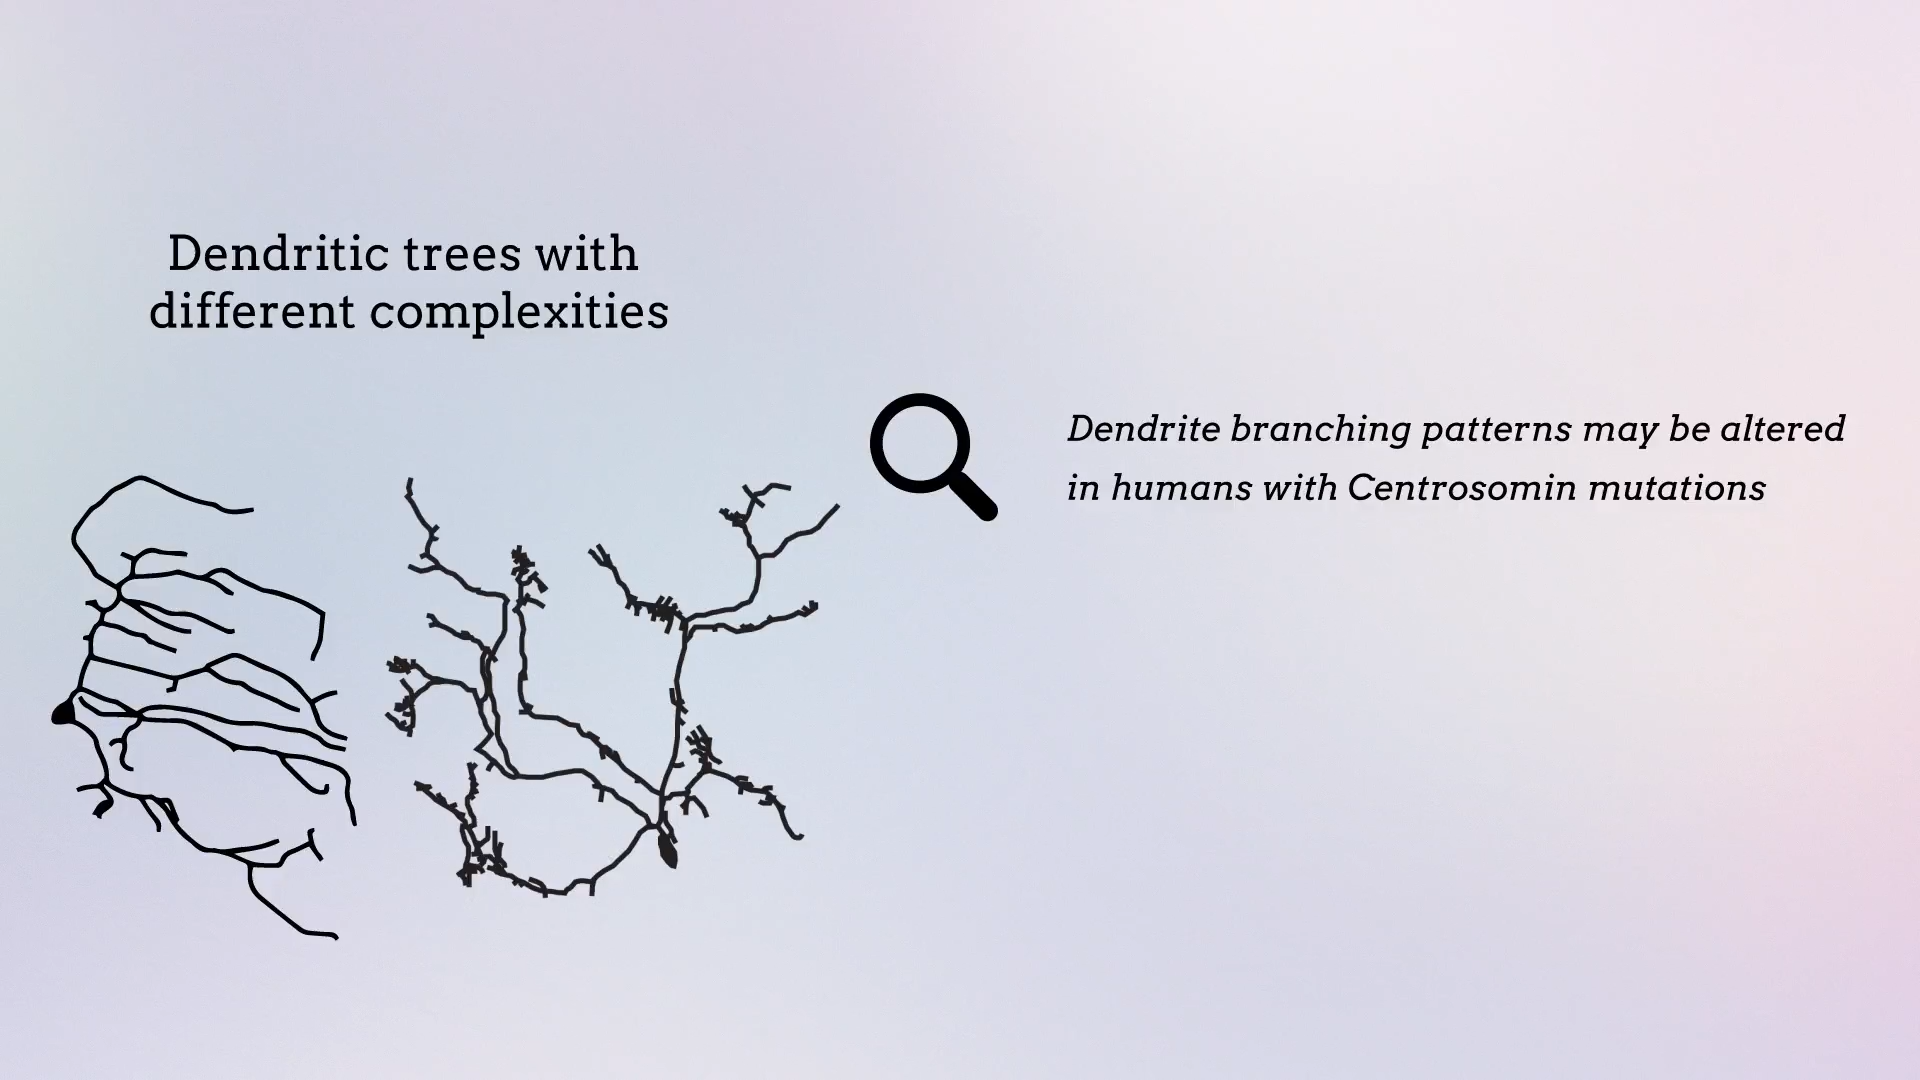 Dendritic trees with
different complexities
Dendrite branching patterns may be altered
in humans with Centrosomin mutations